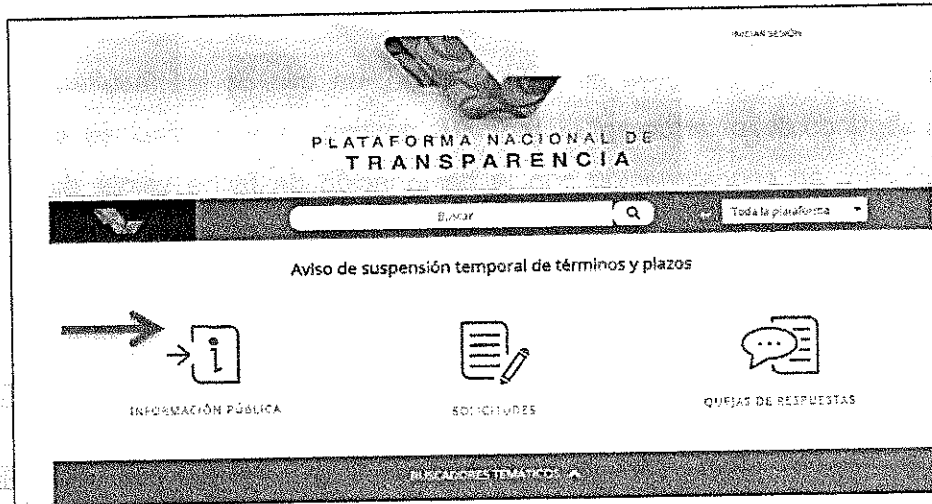 INICIAR SESIÓN
PLATAFORMA NACIONAL DE
TRANSPARENCIA
Buscar
Toda la plataforma
Aviso de suspensión temporal de términos y plazos
INFORMACIÓN PÚBLICA
SOLICITUDES
QUEJAS DE RESPUESTAS
BUSCADORES TEMÁTICOS